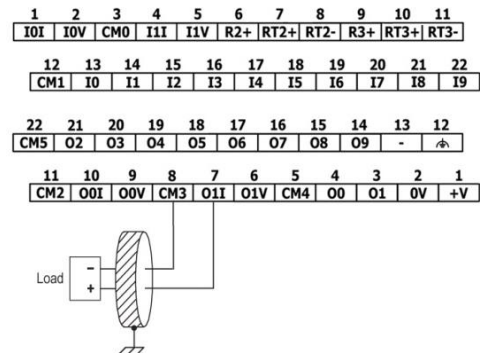 1 2 3 4 5 6 7 8 9 10 11
I0I I0V CM0 I1I I1V R2+ RT2+ RT2- R3+ RT3+ RT3-
12 13 14 15 16 17 18 19 20 21 22
CM1 I0 I1 I2 I3 I4 I5 I6 I7 I8 I9
22 21 20 19 18 17 16 15 14 13 12
CM5 O2 O3 O4 O5 O6 O7 O8 O9 -
11 10 9 8 7 6 5 4 3 2 1
CM2 O0I O0V CM3 O1I O1V CM4 O0 O1 0V +V
Load - +